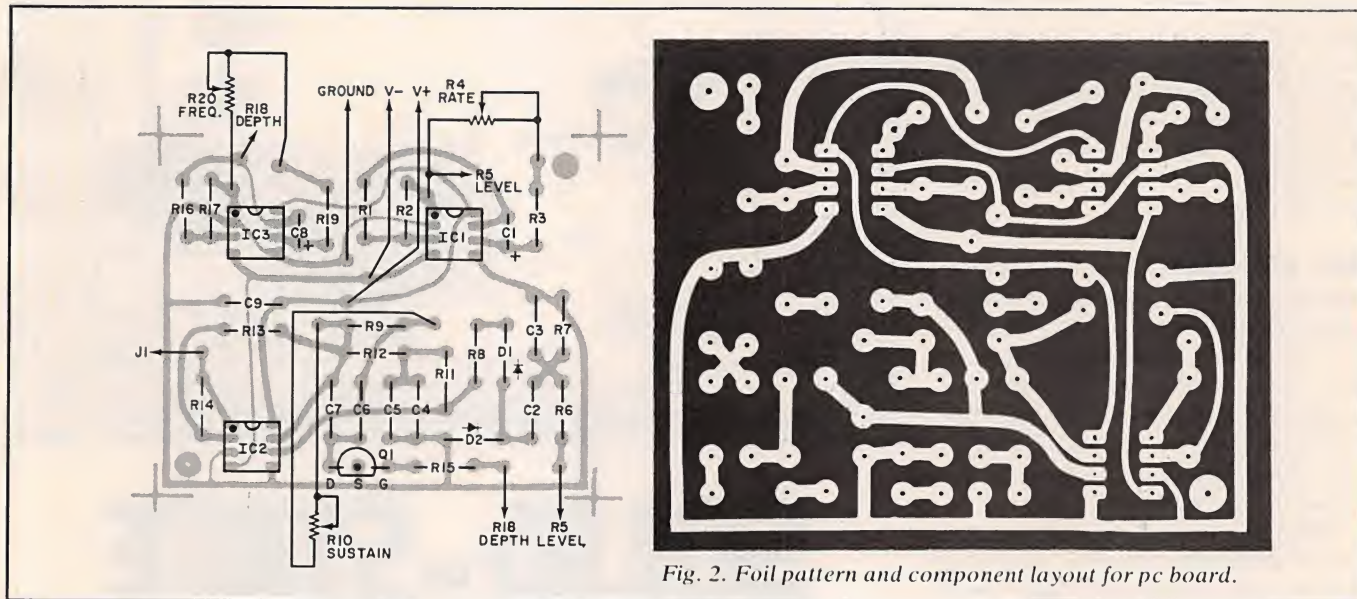 R20
FREQ.
R18
DEPTH
GROUND V- V+
R4
RATE
R5
LEVEL
R16
R17
IC3
C8
+
R19
R1
R2
IC1
C1
+
R3
C9
R13
R9
R12
R11
R8
D1
C3
R7
J1
R14
C7
C6
C5
C4
C2
R6
D2
IC2
Q1
D S G
R15
R10
SUSTAIN
R18
DEPTH
R5
LEVEL
Fig. 2. Foil pattern and component layout for pc board.